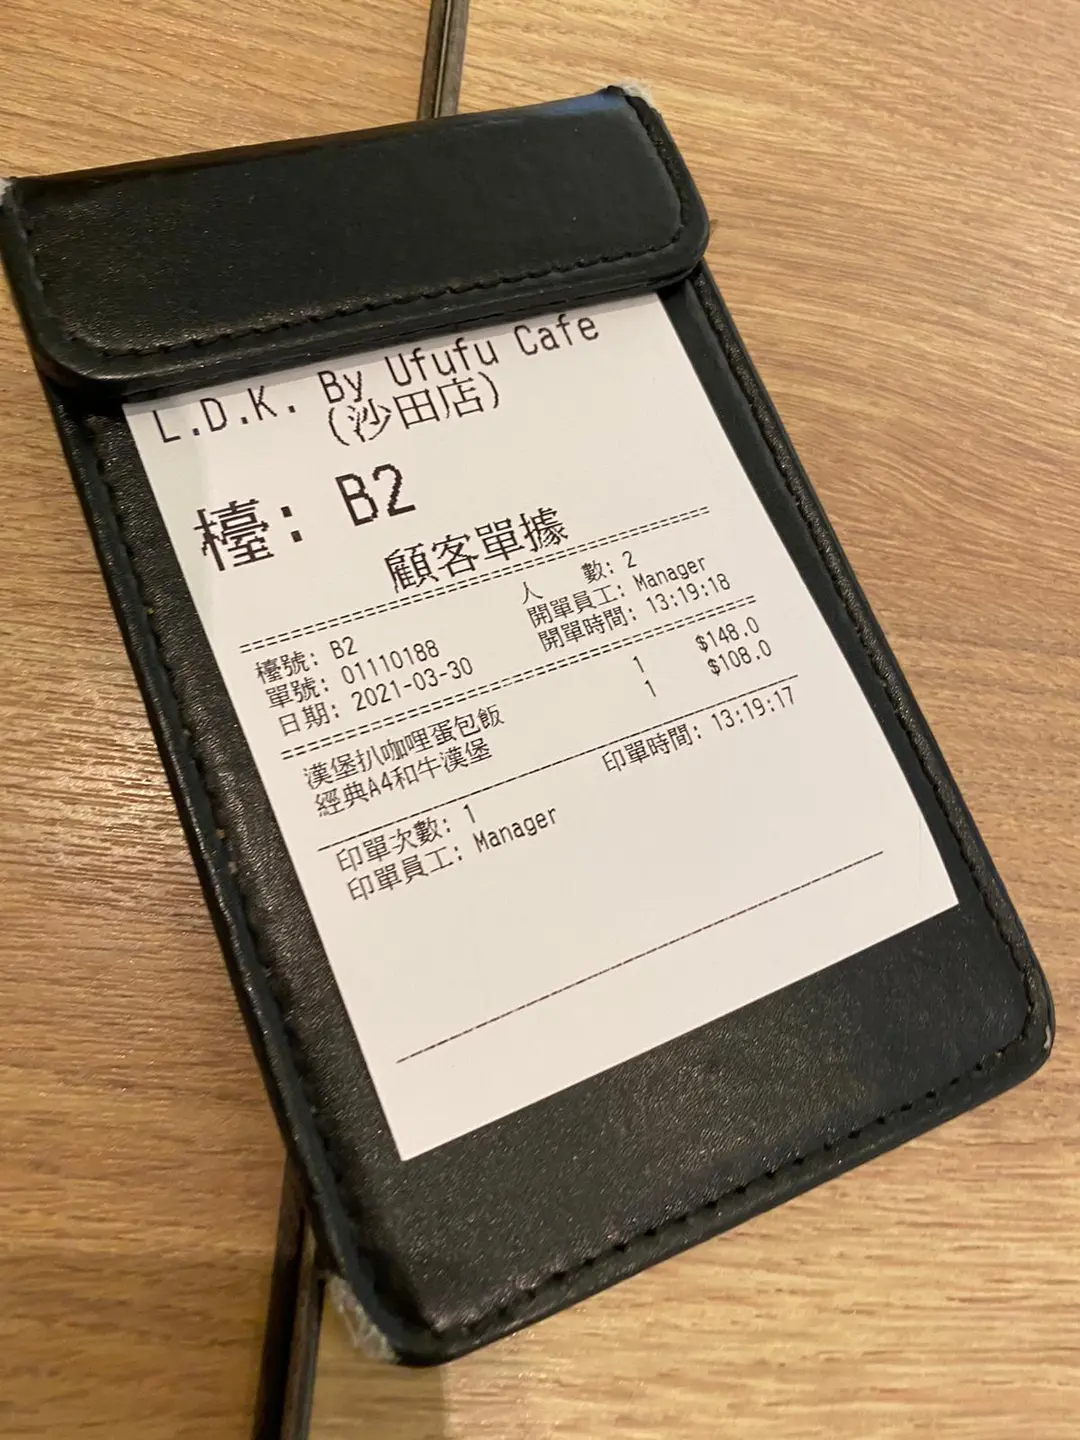 L.D.K. By Ufufu Cafe
(沙田店)
檯: B2
顧客單據
檯號: B2 人 數: 2
單號: 01110188 開單員工: Manager
日期: 2021-03-30 開單時間: 13:19:18
漢堡扒咖哩蛋包飯 1 $148.0
經典A4和牛漢堡 1 $108.0
印單次數: 1 印單時間: 13:19:17
印單員工: Manager